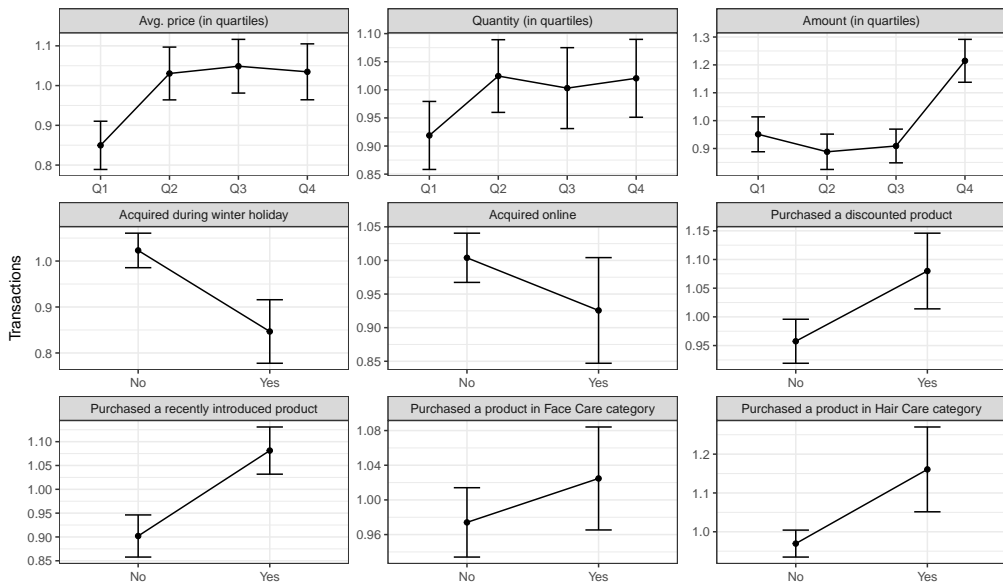 Avg. price (in quartiles)
Quantity (in quartiles)
Amount (in quartiles)
1.1
1.0
0.9
0.8
Q1 Q2 Q3 Q4
1.10
1.05
1.00
0.95
0.90
0.85
Q1 Q2 Q3 Q4
1.3
1.2
1.1
1.0
0.9
Q1 Q2 Q3 Q4
Acquired during winter holiday
Acquired online
Purchased a discounted product
Transactions
1.0
0.9
0.8
No Yes
1.05
1.00
0.95
0.90
0.85
No Yes
1.15
1.10
1.05
1.00
0.95
No Yes
Purchased a recently introduced product
Purchased a product in Face Care category
Purchased a product in Hair Care category
1.10
1.05
1.00
0.95
0.90
0.85
No Yes
1.08
1.04
1.00
0.96
No Yes
1.2
1.1
1.0
No Yes